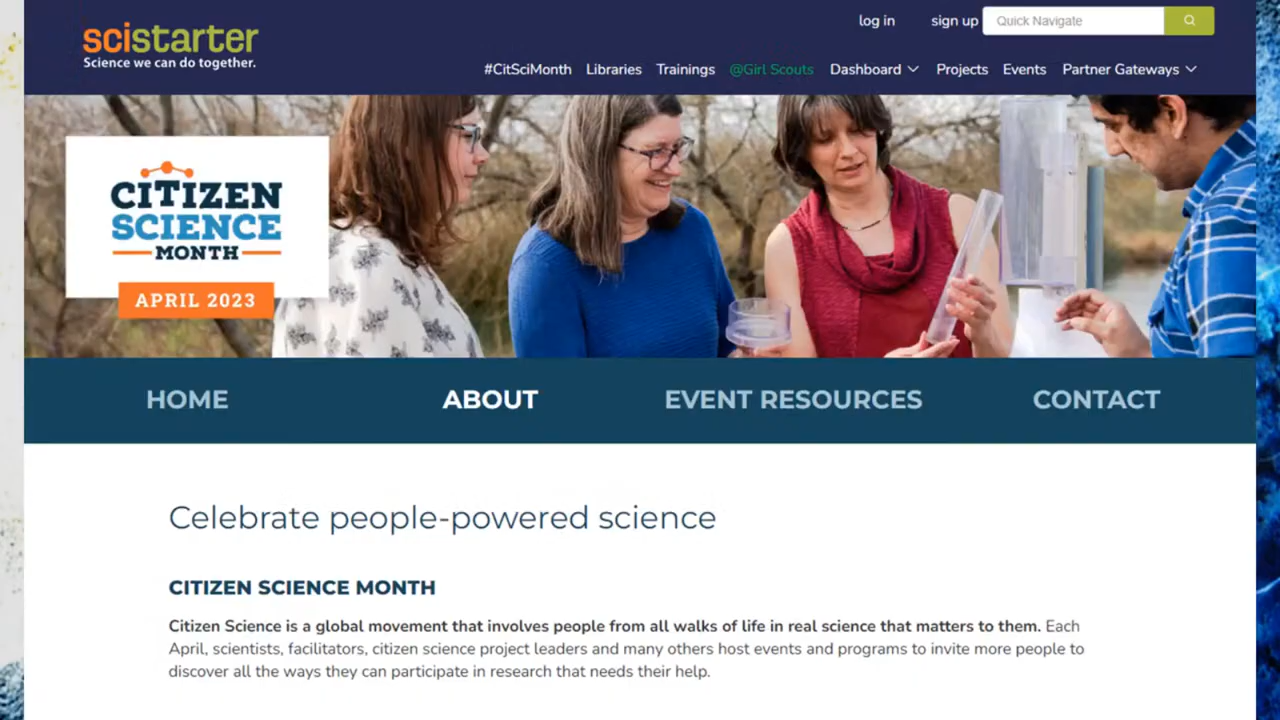 scistarter
Science we can do together.
log in
sign up
Quick Navigate
#CitSciMonth
Libraries
Trainings
@Girl Scouts
Dashboard
Projects
Events
Partner Gateways
CITIZEN
SCIENCE
MONTH
APRIL 2023
HOME
ABOUT
EVENT RESOURCES
CONTACT
Celebrate people-powered science
CITIZEN SCIENCE MONTH
Citizen Science is a global movement that involves people from all walks of life in real science that matters to them. Each
April, scientists, facilitators, citizen science project leaders and many others host events and programs to invite more people to
discover all the ways they can participate in research that needs their help.